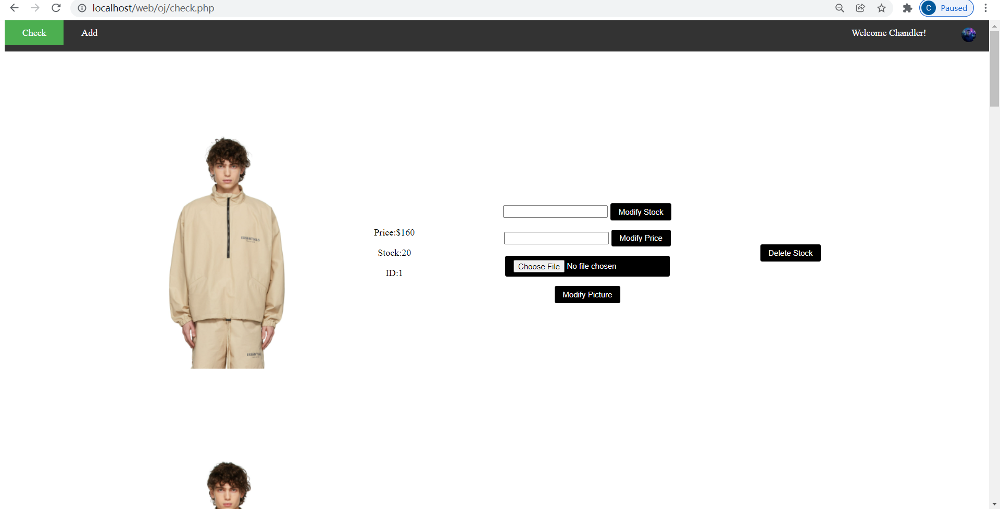 localhost/web/oj/check.php
C Paused
Check Add Welcome Chandler!
ESSENTIALS
Modify Stock
Price:$160
Modify Price
Stock:20
Delete Stock
Choose File No file chosen
ID:1
Modify Picture
ESSENTIALS